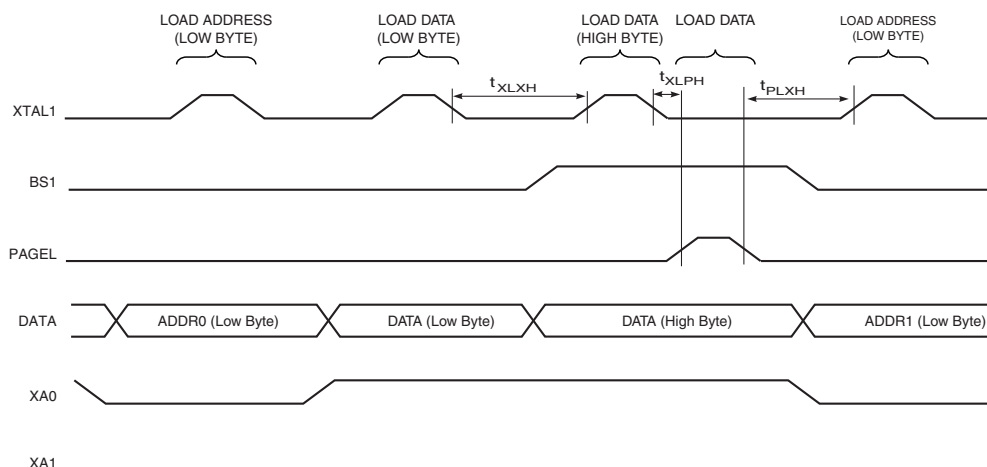 LOAD ADDRESS
(LOW BYTE)
LOAD DATA
(LOW BYTE)
LOAD DATA
(HIGH BYTE)
LOAD DATA
LOAD ADDRESS
(LOW BYTE)
tXLXH
tXLPH
tPLXH
XTAL1
BS1
PAGEL
DATA
ADDR0 (Low Byte)
DATA (Low Byte)
DATA (High Byte)
ADDR1 (Low Byte)
XA0
XA1